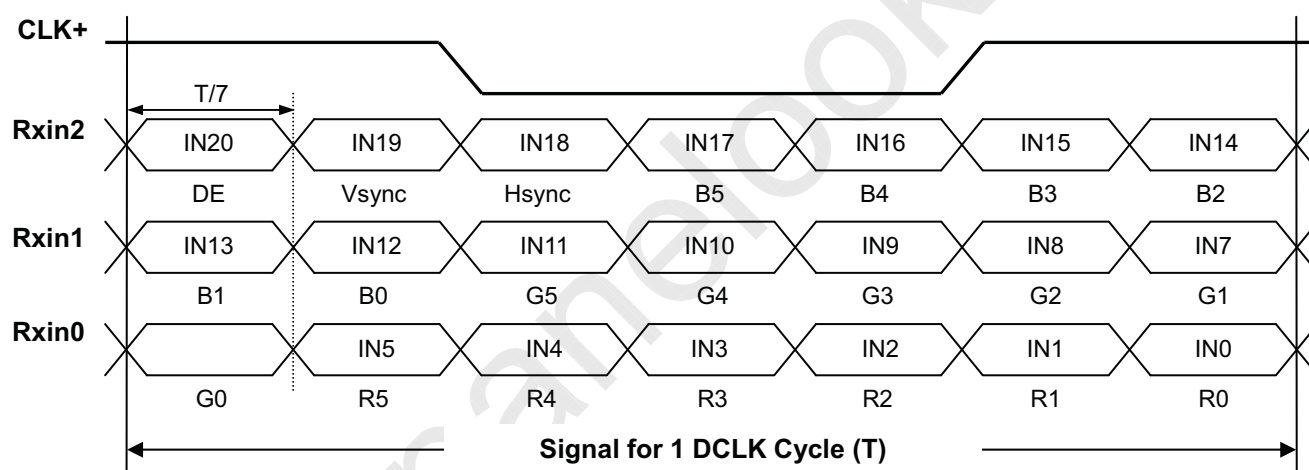 CLK+
T/7
Rxin2 IN20 IN19 IN18 IN17 IN16 IN15 IN14
DE Vsync Hsync B5 B4 B3 B2
Rxin1 IN13 IN12 IN11 IN10 IN9 IN8 IN7
B1 B0 G5 G4 G3 G2 G1
Rxin0 IN5 IN4 IN3 IN2 IN1 IN0
G0 R5 R4 R3 R2 R1 R0
Signal for 1 DCLK Cycle (T)